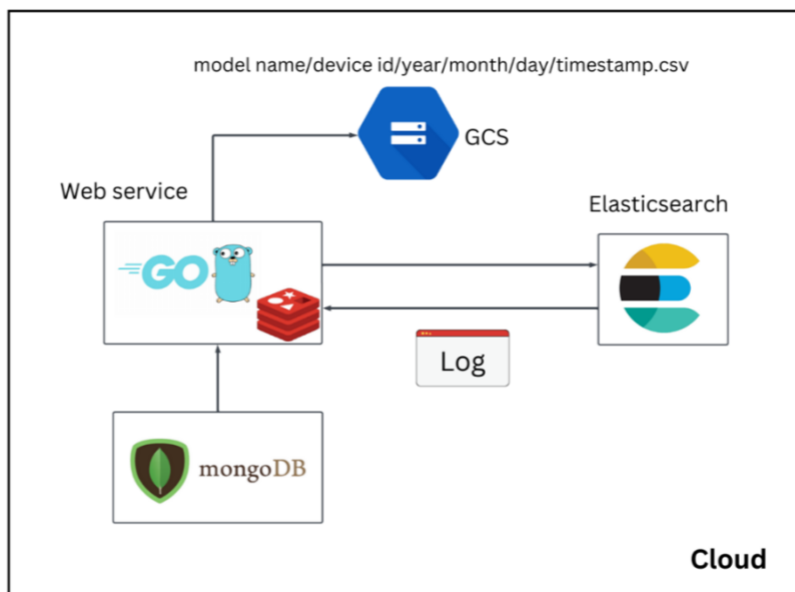 model name/device id/year/month/day/timestamp.csv
GCS
Web service
Elasticsearch
GO
Log
mongoDB
Cloud